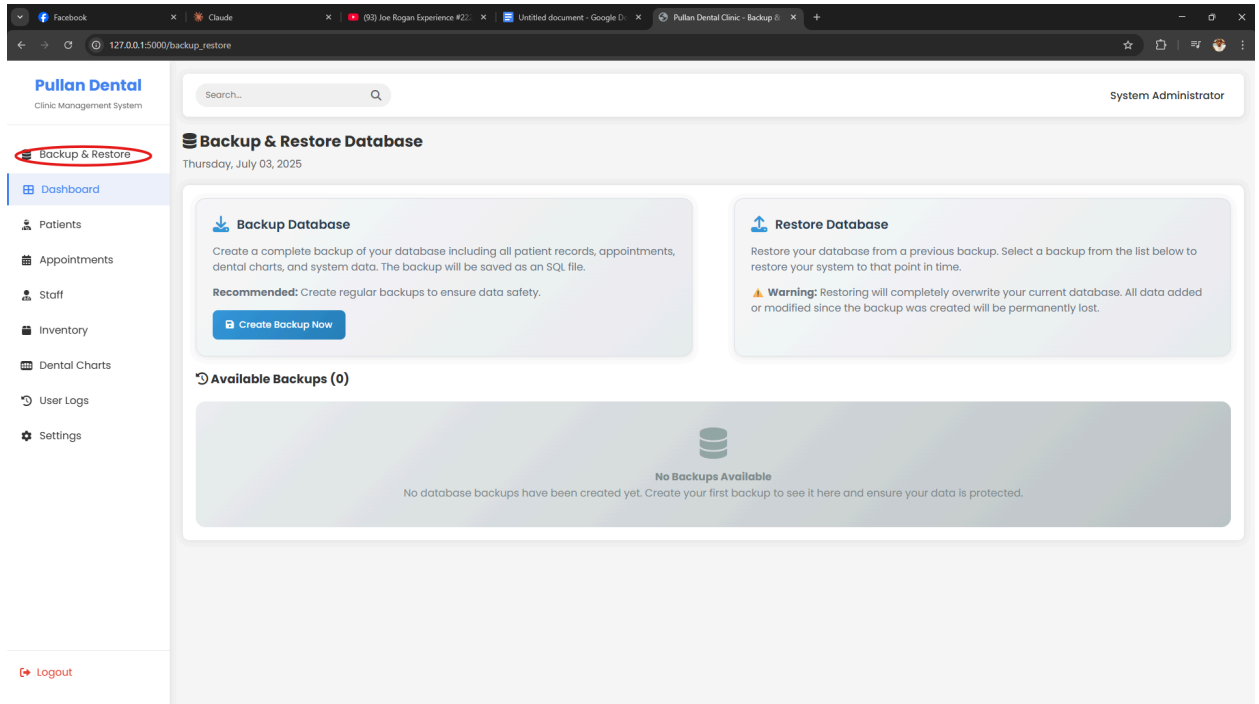 Facebook
Claude
(93) Joe Rogan Experience #22
Untitled document - Google Do
Pullan Dental Clinic - Backup &
127.0.0.1:5000/backup_restore
Pullan Dental
Clinic Management System
Backup & Restore
Dashboard
Patients
Appointments
Staff
Inventory
Dental Charts
User Logs
Settings
Logout
Search...
System Administrator
Backup & Restore Database
Thursday, July 03, 2025
Backup Database
Create a complete backup of your database including all patient records, appointments,
dental charts, and system data. The backup will be saved as an SQL file.
Recommended: Create regular backups to ensure data safety.
Create Backup Now
Restore Database
Restore your database from a previous backup. Select a backup from the list below to
restore your system to that point in time.
⚠ Warning: Restoring will completely overwrite your current database. All data added
or modified since the backup was created will be permanently lost.
Available Backups (0)
No Backups Available
No database backups have been created yet. Create your first backup to see it here and ensure your data is protected.